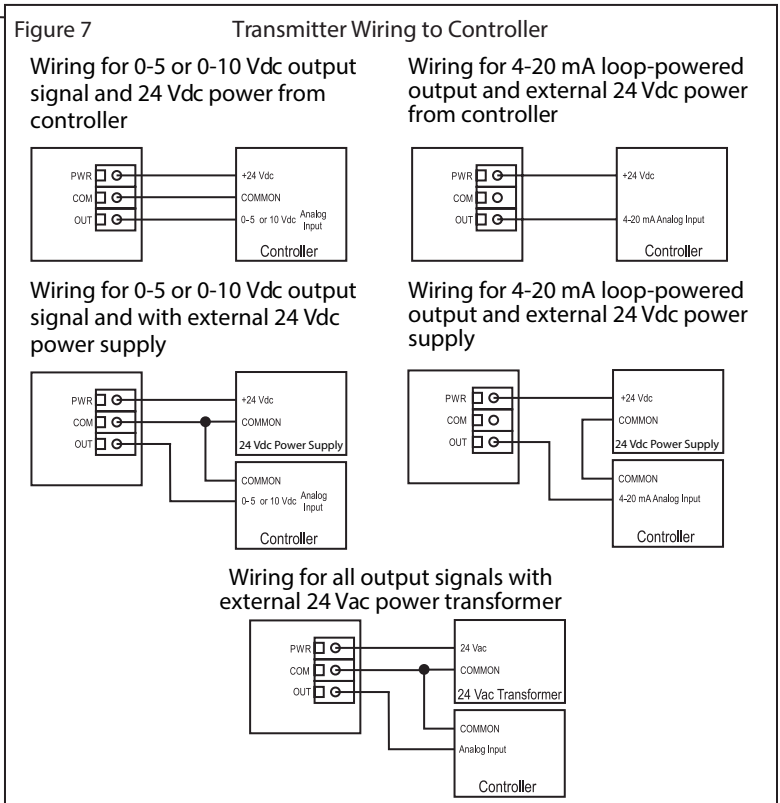 Figure 7 Transmitter Wiring to Controller
Wiring for 0-5 or 0-10 Vdc output
signal and 24 Vdc power from
controller
PWR
COM
OUT
+24 Vdc
COMMON
0-5 or 10 Vdc Analog
Input
Controller
Wiring for 4-20 mA loop-powered
output and external 24 Vdc power
from controller
PWR
COM
OUT
+24 Vdc
4-20 mA Analog Input
Controller
Wiring for 0-5 or 0-10 Vdc output
signal and with external 24 Vdc
power supply
PWR
COM
OUT
+24 Vdc
COMMON
24 Vdc Power Supply
COMMON
0-5 or 10 Vdc Analog
Input
Controller
Wiring for 4-20 mA loop-powered
output and external 24 Vdc power
supply
PWR
COM
OUT
+24 Vdc
COMMON
24 Vdc Power Supply
COMMON
4-20 mA Analog Input
Controller
Wiring for all output signals with
external 24 Vac power transformer
PWR
COM
OUT
24 Vac
COMMON
24 Vac Transformer
COMMON
Analog Input
Controller